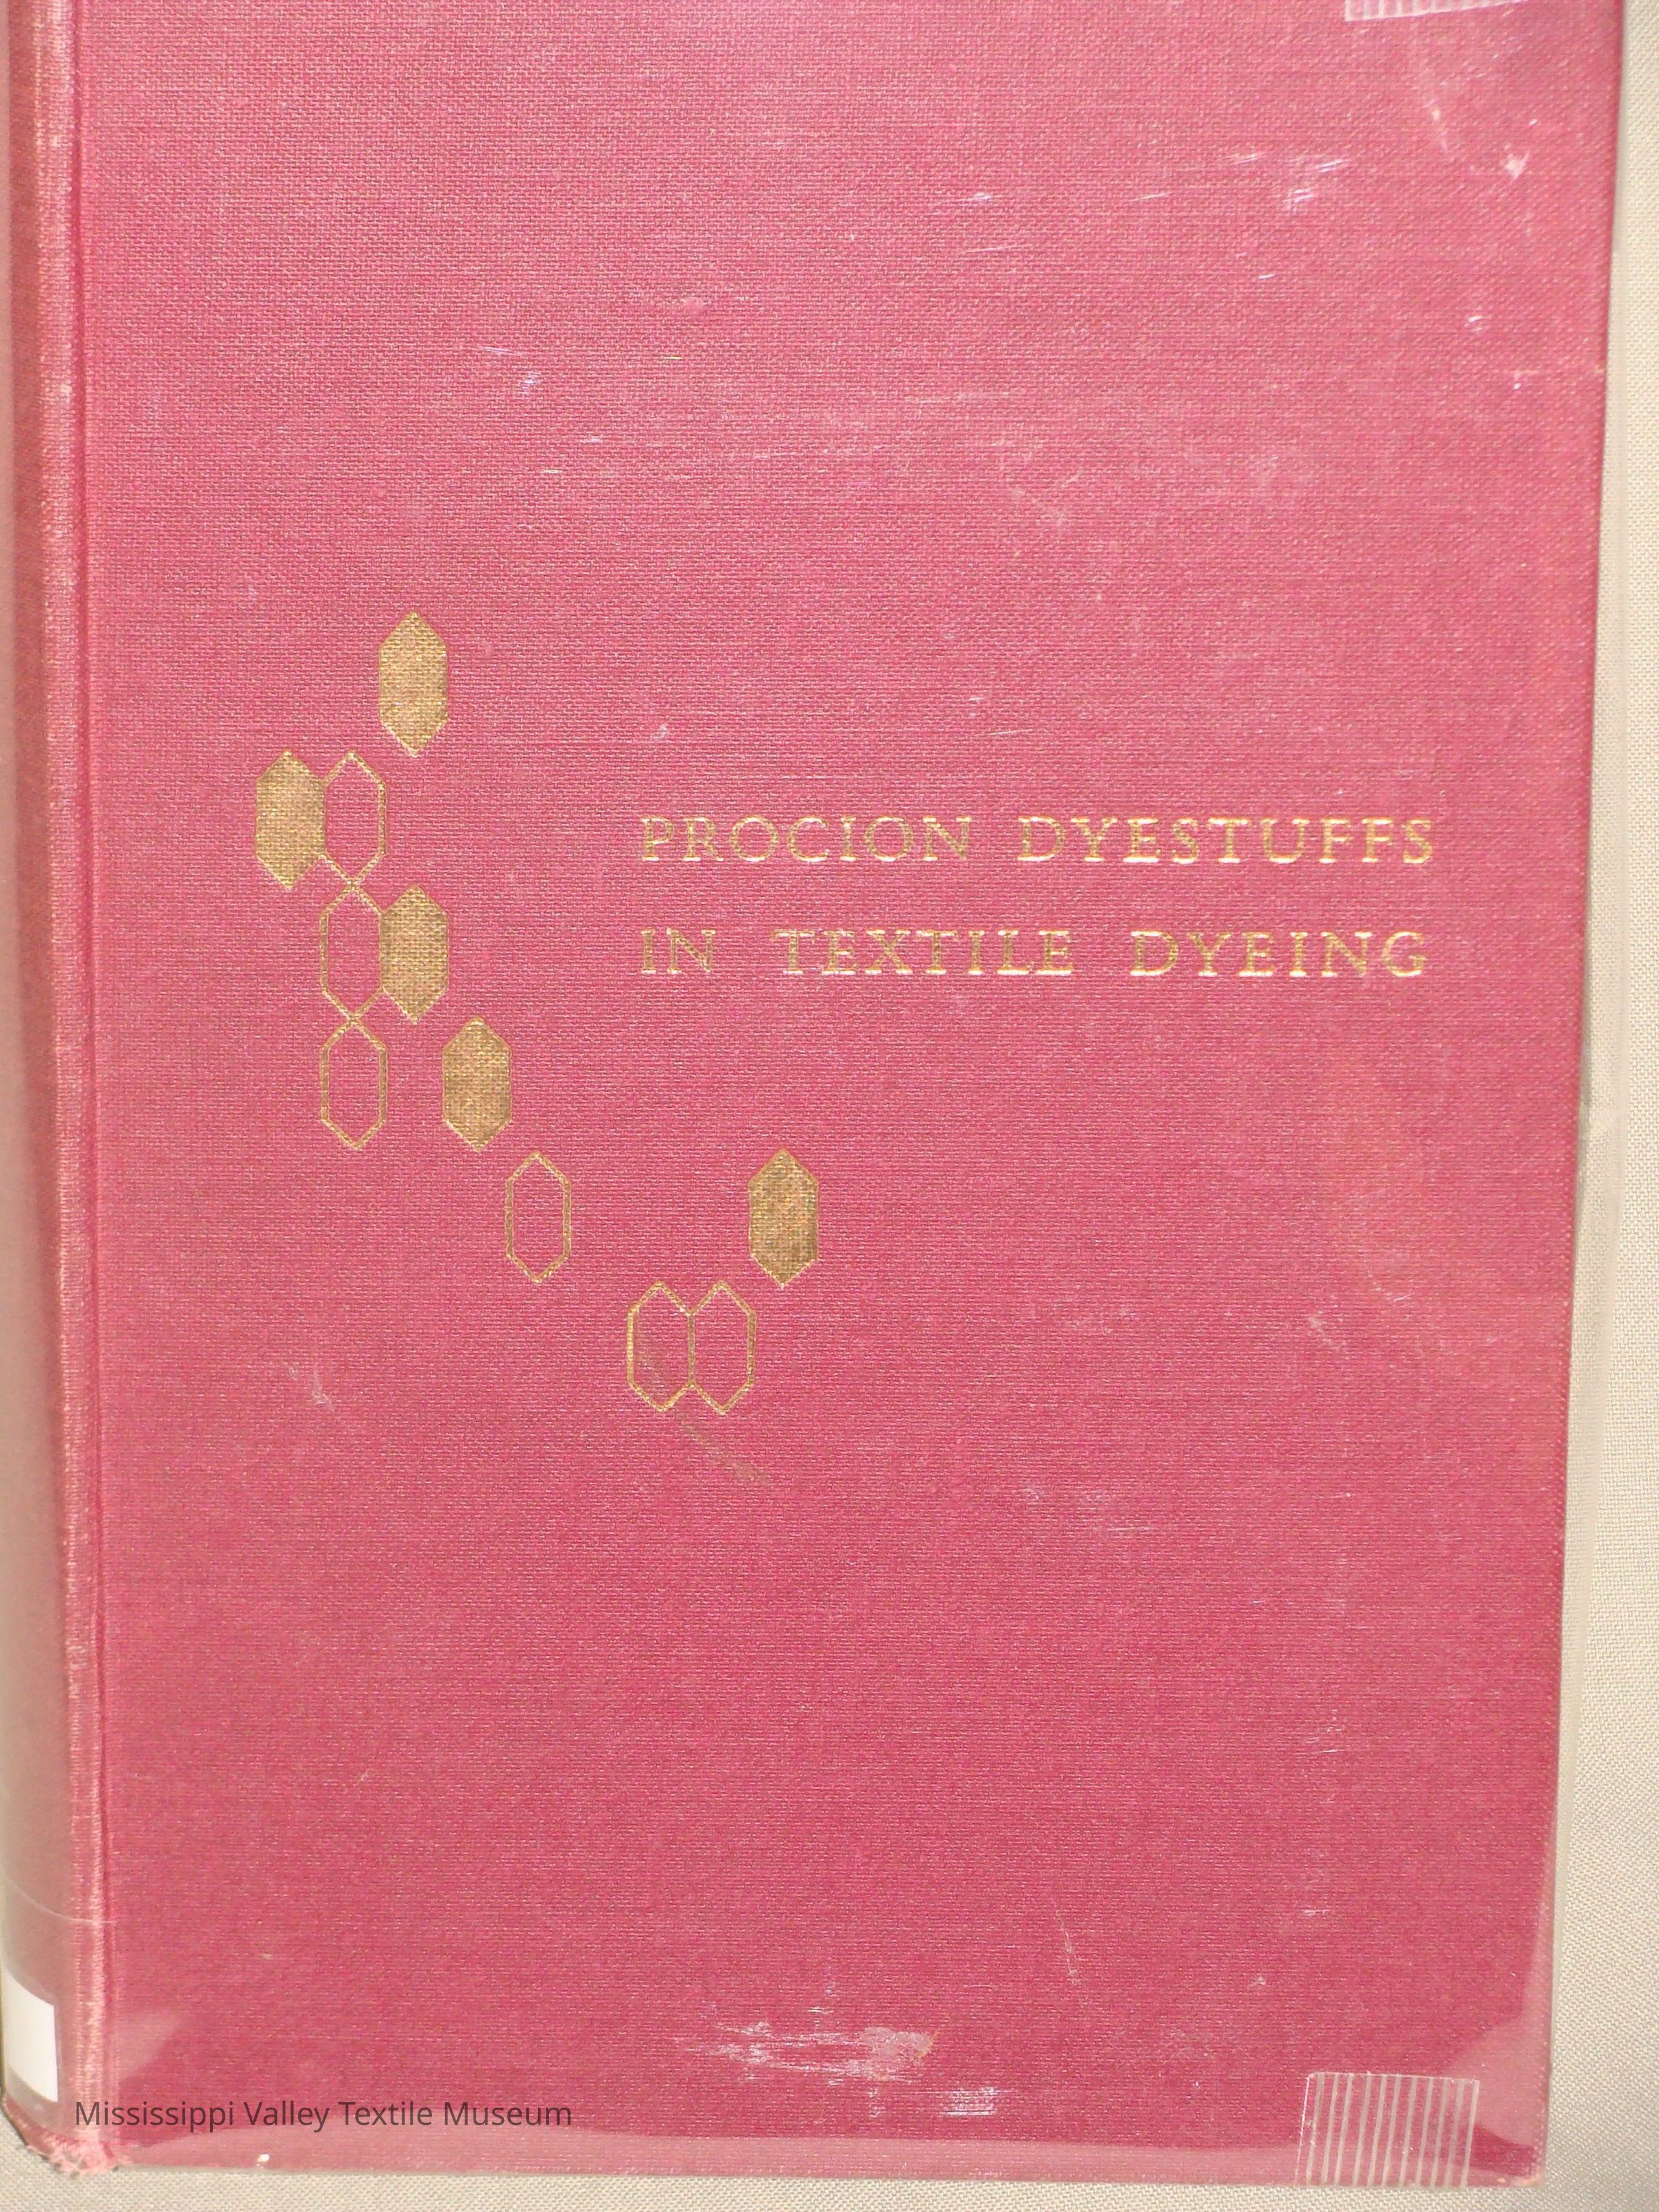 PROCION DYESTUFFS
IN TEXTILE DYEING
Mississippi Valley Textile Museum